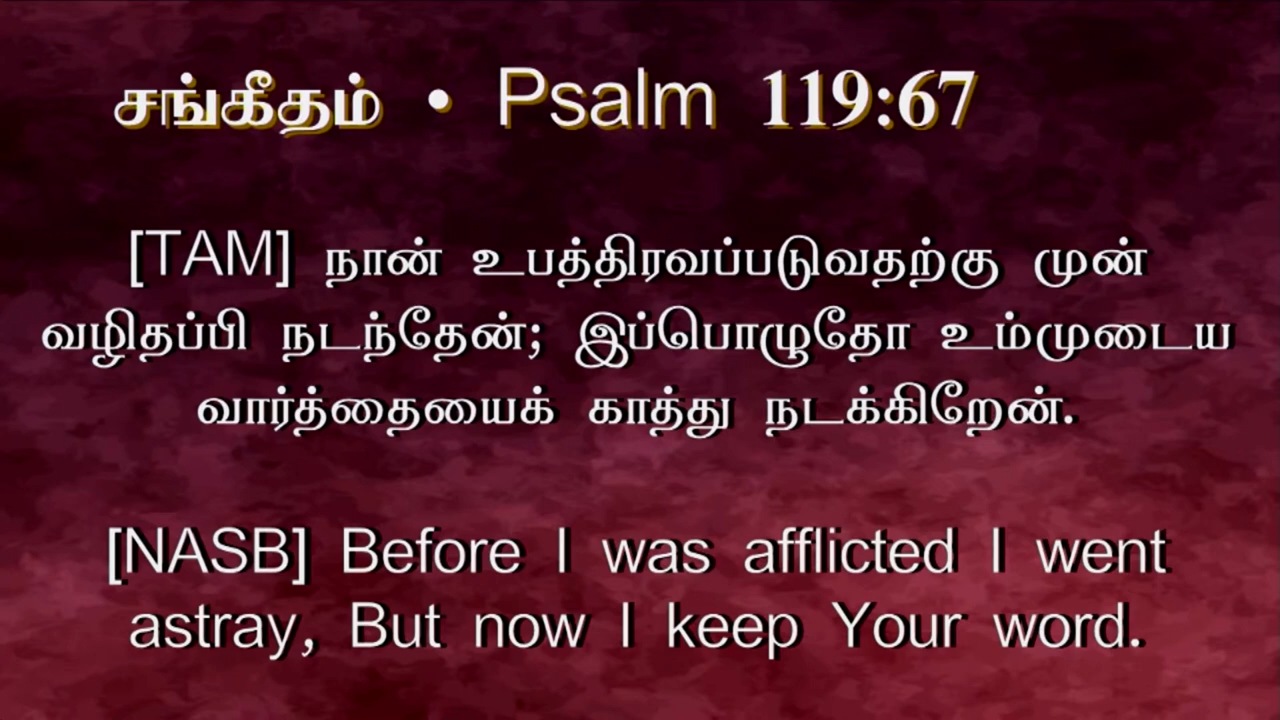 சங்கீதம் • Psalm 119:67
[TAM] நான் உபத்திரவப்படுவதற்கு முன்
வழிதப்பி நடந்தேன்; இப்பொழுதோ உம்முடைய
வார்த்தையைக் காத்து நடக்கிறேன்.
[NASB] Before I was afflicted I went
astray, But now I keep Your word.